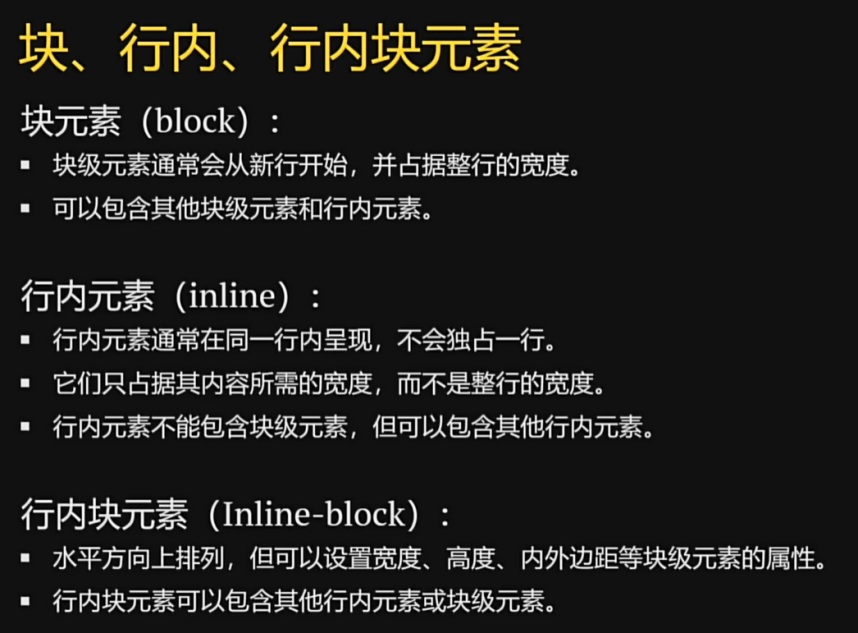 块、行内、行内块元素
块元素（block）:
▪ 块级元素通常会从新行开始，并占据整行的宽度。
▪ 可以包含其他块级元素和行内元素。
行内元素（inline）:
▪ 行内元素通常在同一行内呈现，不会独占一行。
▪ 它们只占据其内容所需的宽度，而不是整行的宽度。
▪ 行内元素不能包含块级元素，但可以包含其他行内元素。
行内块元素（Inline-block）:
▪ 水平方向上排列，但可以设置宽度、高度、内外边距等块级元素的属性。
▪ 行内块元素可以包含其他行内元素或块级元素。